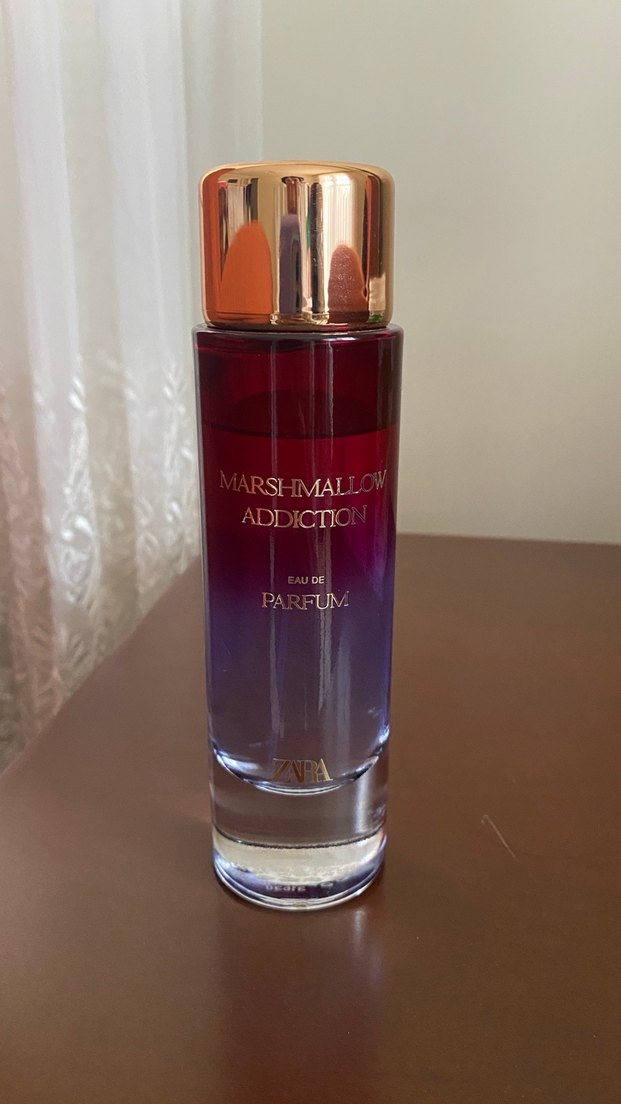 MARSHMALLOW
ADDICTION
EAU DE
PARFUM
ZARA